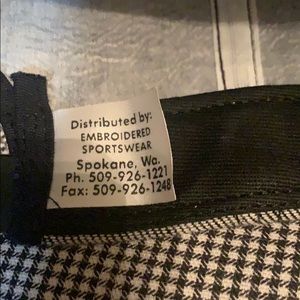 Distributed by:
EMBROIDERED
SPORTSWEAR
Spokane, Wa.
Ph. 509-926-1221
Fax: 509-926-1248